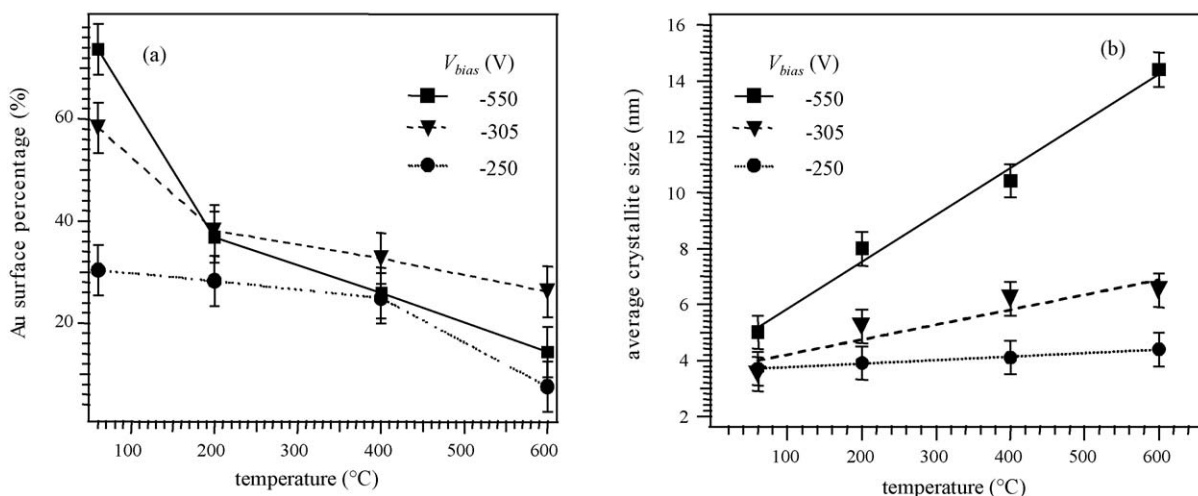 (a)
V_bias (V)
-550
-305
-250
60
40
20
Au surface percentage (%)
100 200 300 400 500 600
temperature (°C)
(b)
V_bias (V)
-550
-305
-250
16
14
12
10
8
6
4
2
average crystallite size (nm)
100 200 300 400 500 600
temperature (°C)